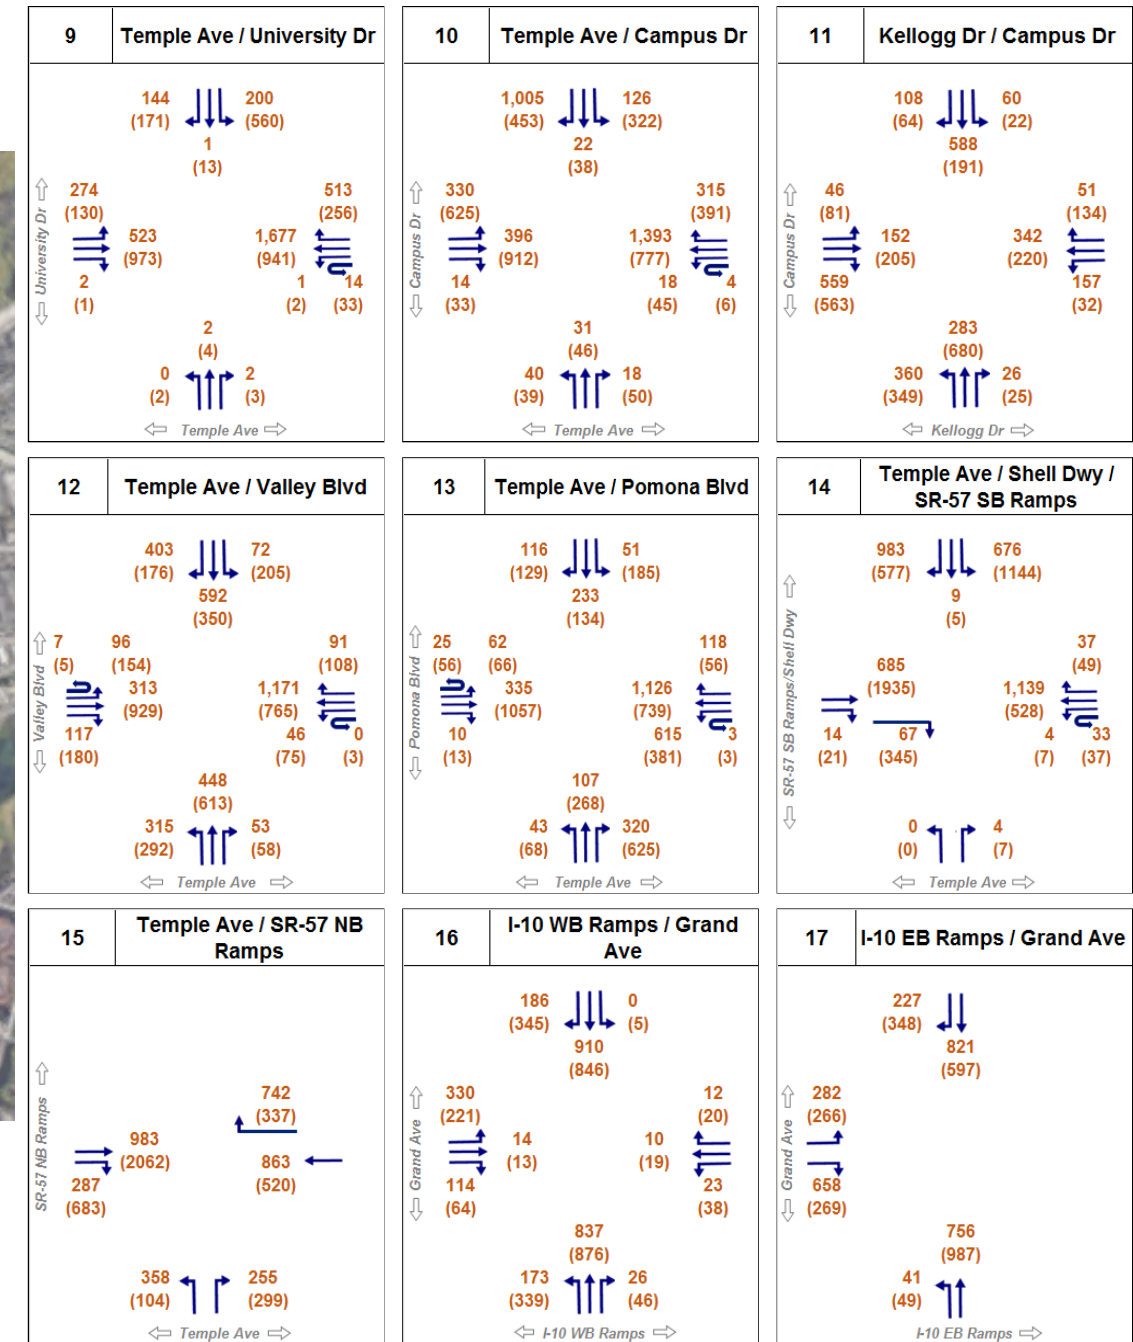 9 Temple Ave / University Dr
144 200
(171) (560)
1
(13)
274 513
(130) (256)
523 1,677
(973) (941)
2 1 14
(1) (2) (33)
2
(4)
0 2
(2) (3)
University Dr
Temple Ave
10 Temple Ave / Campus Dr
1,005 126
(453) (322)
22
(38)
330 315
(625) (391)
396 1,393
(912) (777)
14 18 4
(33) (45) (6)
31
(46)
40 18
(39) (50)
Campus Dr
Temple Ave
11 Kellogg Dr / Campus Dr
108 60
(64) (22)
588
(191)
46 51
(81) (134)
152 342
(205) (220)
559 157
(563) (32)
283
(680)
360 26
(349) (25)
Campus Dr
Kellogg Dr
12 Temple Ave / Valley Blvd
403 72
(176) (205)
592
(350)
7 96 91
(5) (154) (108)
313 1,171
(929) (765)
117 46 0
(180) (75) (3)
448
(613)
315 53
(292) (58)
Valley Blvd
Temple Ave
13 Temple Ave / Pomona Blvd
116 51
(129) (185)
233
(134)
25 62 118
(56) (66) (56)
335 1,126
(1057) (739)
10 615 3
(13) (381) (3)
107
(268)
43 320
(68) (625)
Pomona Blvd
Temple Ave
14 Temple Ave / Shell Dwy /
SR-57 SB Ramps
983 676
(577) (1144)
9
(5)
37
(49)
685 1,139
(1935) (528)
14 67 4 33
(21) (345) (7) (37)
0 4
(0) (7)
SR-57 SB Ramps/Shell Dwy
Temple Ave
15 Temple Ave / SR-57 NB
Ramps
742
(337)
983 863
(2062) (520)
287
(683)
358 255
(104) (299)
SR-57 NB Ramps
Temple Ave
16 I-10 WB Ramps / Grand
Ave
186 0
(345) (5)
910
(846)
330 12
(221) (20)
14 10
(13) (19)
114 23
(64) (38)
837
(876)
173 26
(339) (46)
Grand Ave
I-10 WB Ramps
17 I-10 EB Ramps / Grand Ave
227
(348)
821
(597)
282
(266)
658
(269)
756
(987)
41
(49)
Grand Ave
I-10 EB Ramps